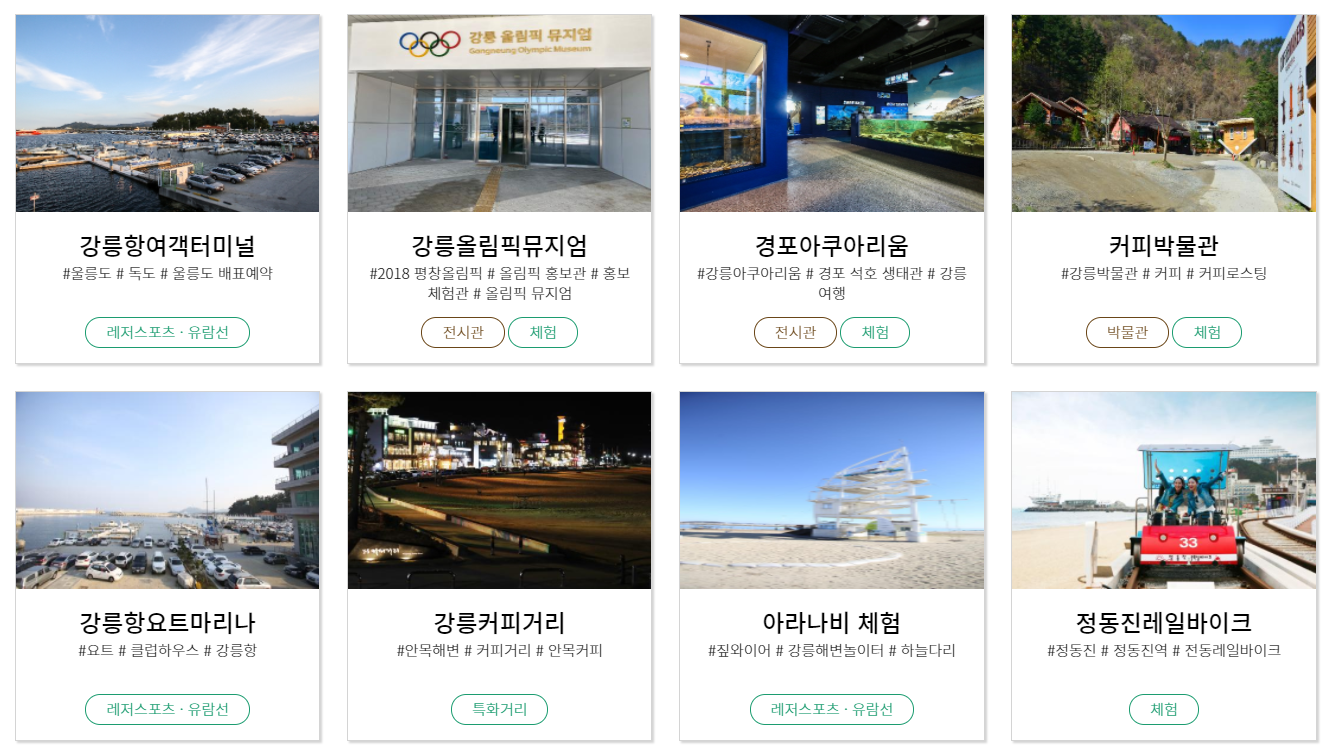 강릉 올림픽 뮤지엄
Gangneung Olympic Museum
강릉항여객터미널
#울릉도 # 독도 # 울릉도 배표예약
레저스포츠 · 유람선
강릉올림픽뮤지엄
#2018 평창올림픽 # 올림픽 홍보관 # 홍보
체험관 # 올림픽 뮤지엄
전시관
체험
경포아쿠아리움
#강릉아쿠아리움 # 경포 석호 생태관 # 강릉
여행
전시관
체험
커피박물관
#강릉박물관 # 커피 # 커피로스팅
박물관
체험
33
강릉항요트마리나
#요트 # 클럽하우스 # 강릉항
레저스포츠 · 유람선
강릉커피거리
#안목해변 # 커피거리 # 안목커피
특화거리
아라나비 체험
#짚와이어 # 강릉해변놀이터 # 하늘다리
레저스포츠 · 유람선
정동진레일바이크
#정동진 # 정동진역 # 전동레일바이크
체험